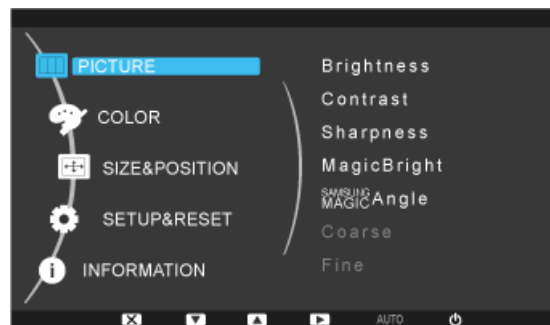 PICTURE
COLOR
SIZE&POSITION
SETUP&RESET
INFORMATION
Brightness
Contrast
Sharpness
MagicBright
SAMSUNG
MAGIC Angle
Coarse
Fine
AUTO